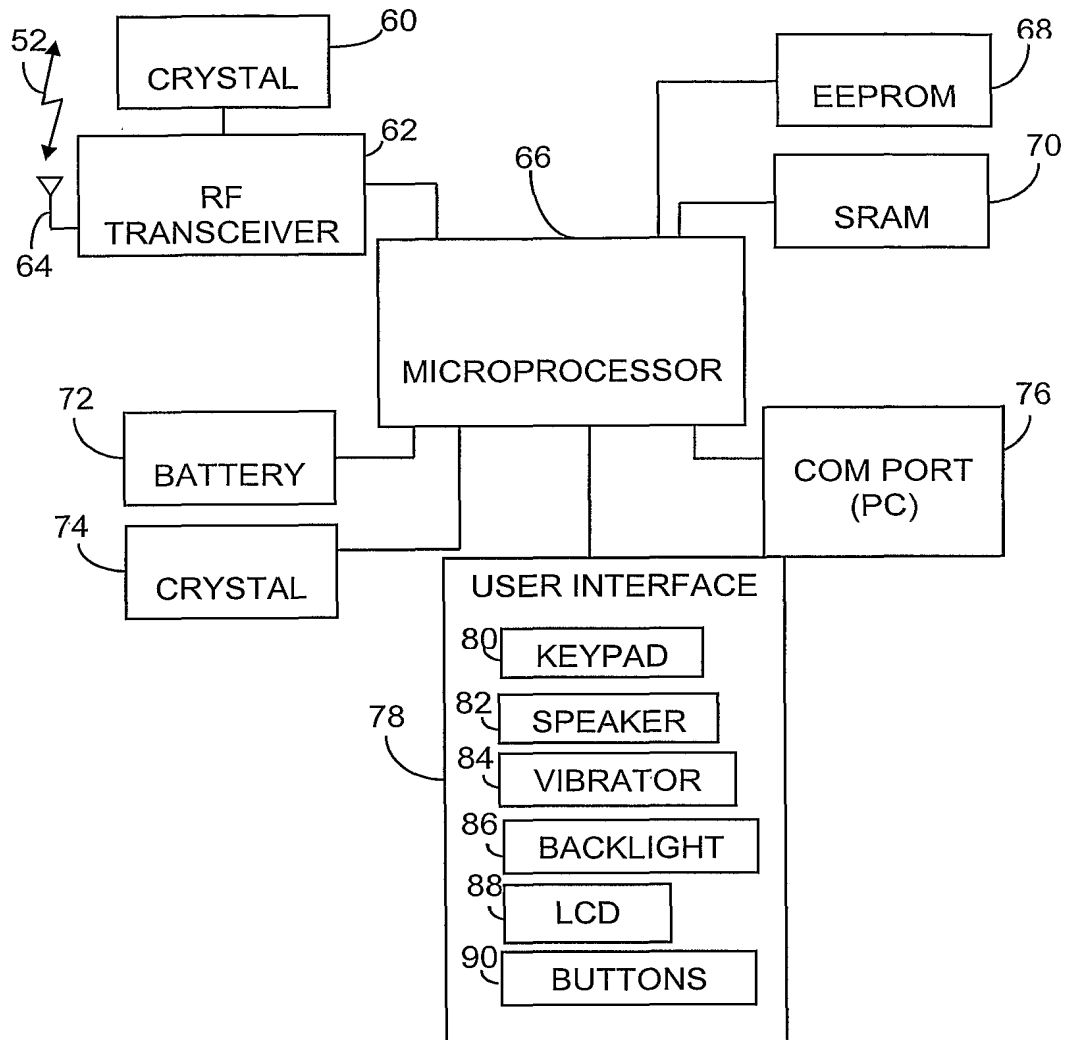 52
60
CRYSTAL
62
RF
TRANSCEIVER
64
66
MICROPROCESSOR
68
EEPROM
70
SRAM
72
BATTERY
74
CRYSTAL
76
COM PORT
(PC)
78
USER INTERFACE
80
KEYPAD
82
SPEAKER
84
VIBRATOR
86
BACKLIGHT
88
LCD
90
BUTTONS